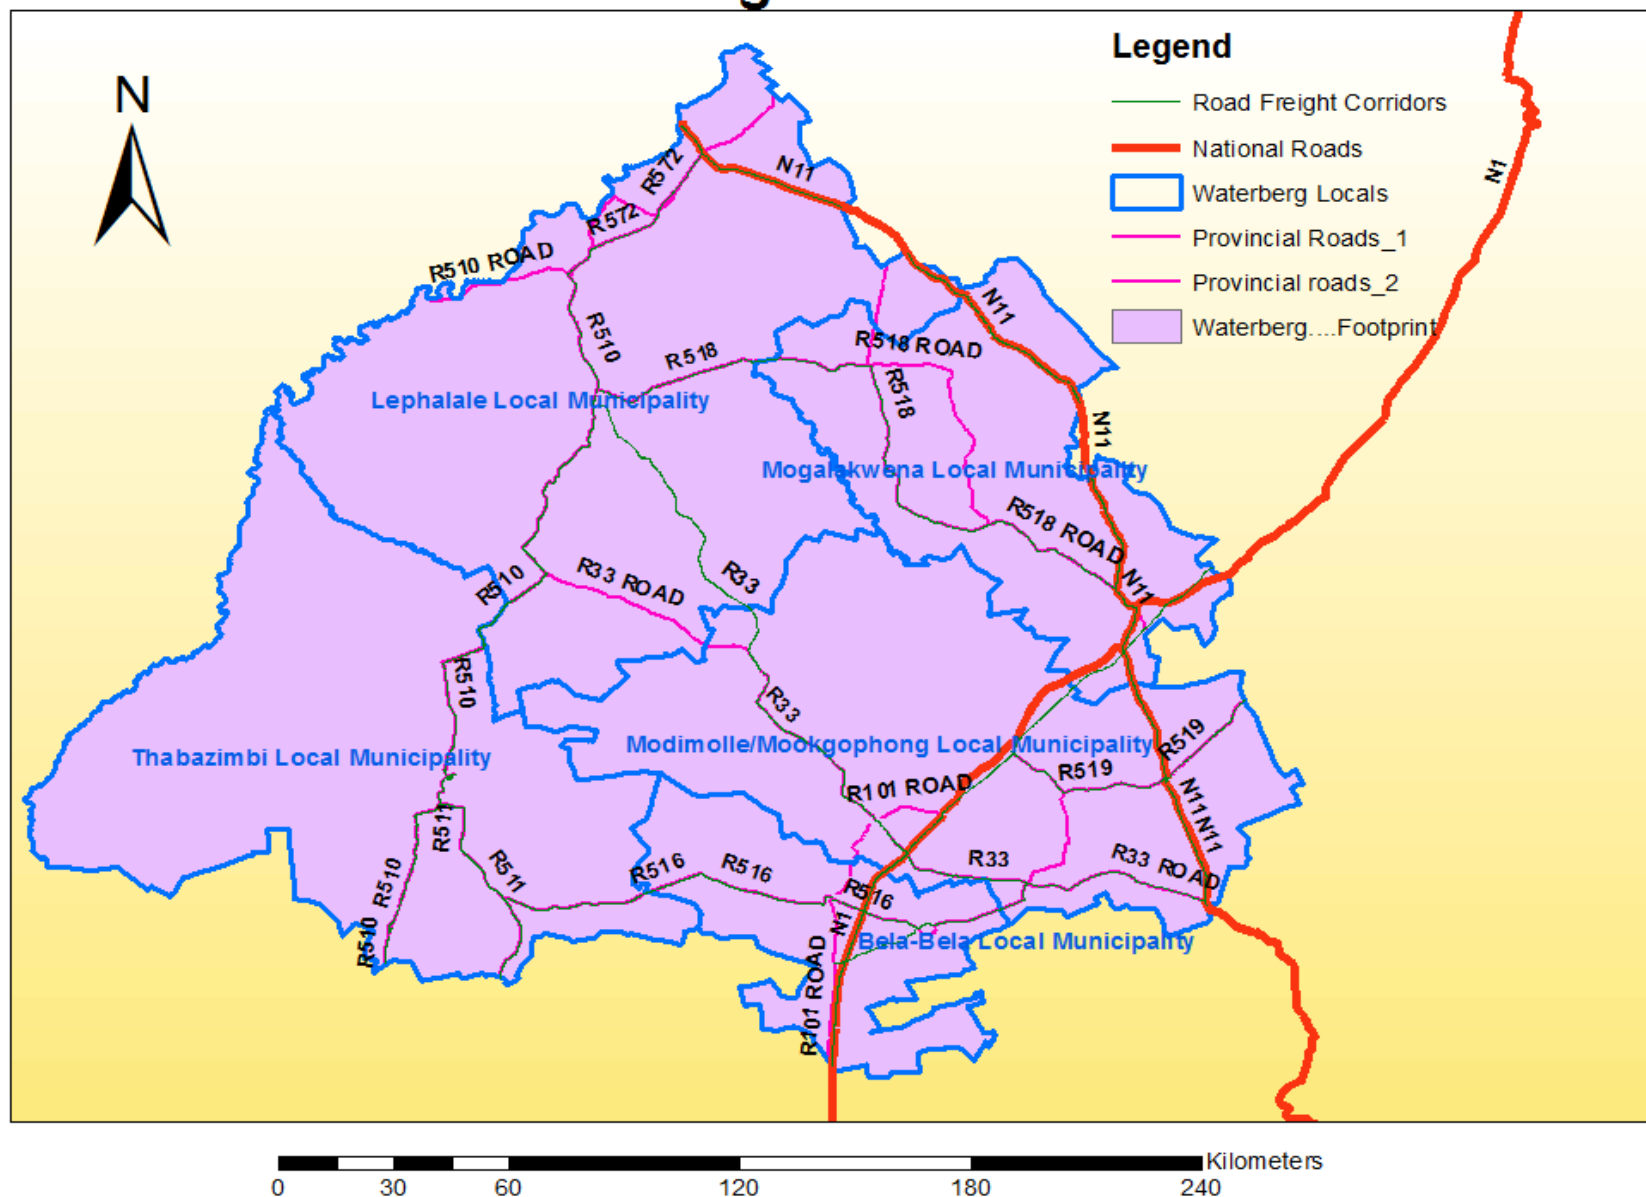 g
N
Legend
Road Freight Corridors
National Roads
Waterberg Locals
Provincial Roads_1
Provincial roads_2
Waterberg....Footprint
N1
N11
R572
R572
R510 ROAD
N11
R510
R518
R518 ROAD
R518
N11
Lephalale Local Municipality
Mogalakwena Local Municipality
R518 ROAD
N11
R510
R33 ROAD
R33
R510
R33
Thabazimbi Local Municipality
Modimolle/Mookgophong Local Municipality
R519
R519
R101 ROAD
N11
N11
R511
R511
R510
R516
R516
R33
R33 ROAD
R516
N1
R510
Bela-Bela Local Municipality
R101 ROAD
Kilometers
0 30 60 120 180 240